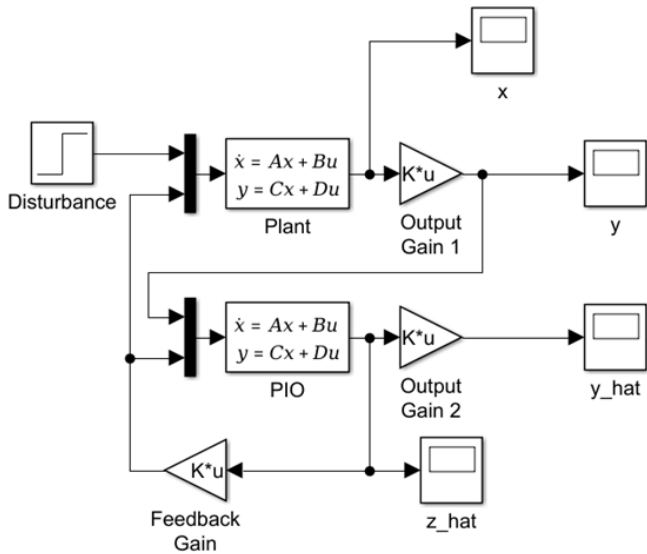 x
Disturbance
ẋ = Ax + Bu
y = Cx + Du
Plant
K*u
Output
Gain 1
y
ẋ = Ax + Bu
y = Cx + Du
PIO
K*u
Output
Gain 2
y_hat
K*u
Feedback
Gain
z_hat